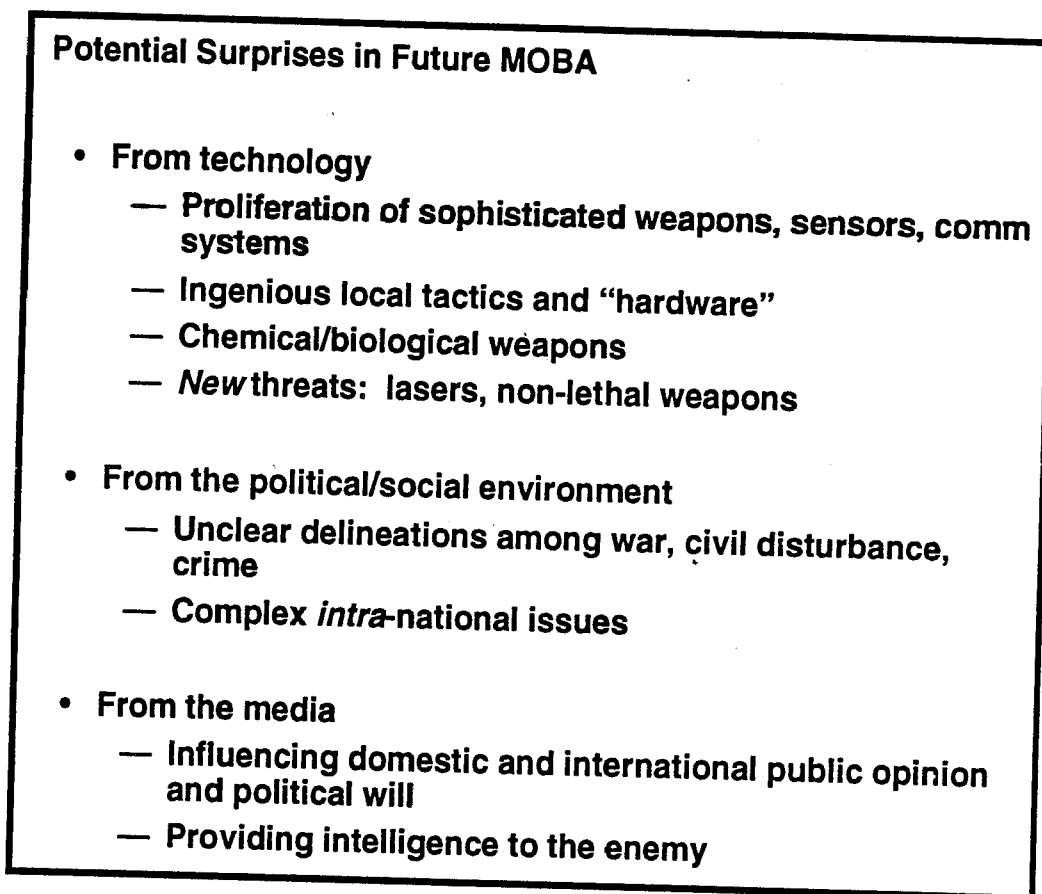 Potential Surprises in Future MOBA
• From technology
— Proliferation of sophisticated weapons, sensors, comm
systems
— Ingenious local tactics and “hardware”
— Chemical/biological weapons
— New threats: lasers, non-lethal weapons
• From the political/social environment
— Unclear delineations among war, civil disturbance,
crime
— Complex intra-national issues
• From the media
— Influencing domestic and international public opinion
and political will
— Providing intelligence to the enemy